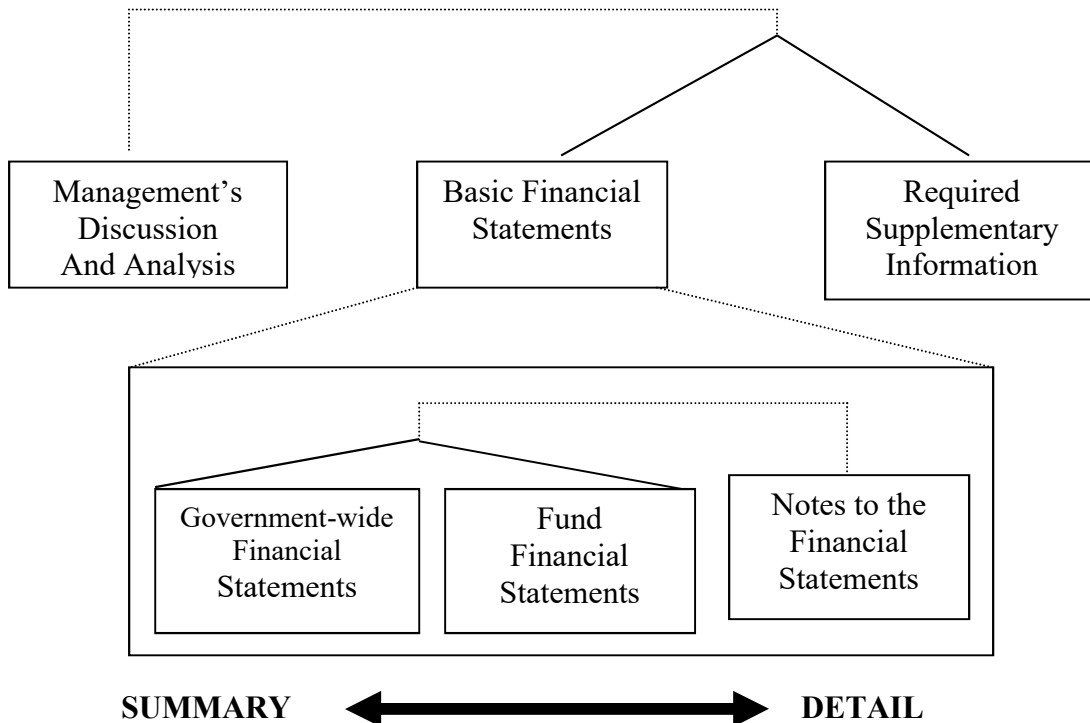 Management’s
Discussion
And Analysis
Basic Financial
Statements
Required
Supplementary
Information
Government-wide
Financial
Statements
Fund
Financial
Statements
Notes to the
Financial
Statements
SUMMARY
DETAIL